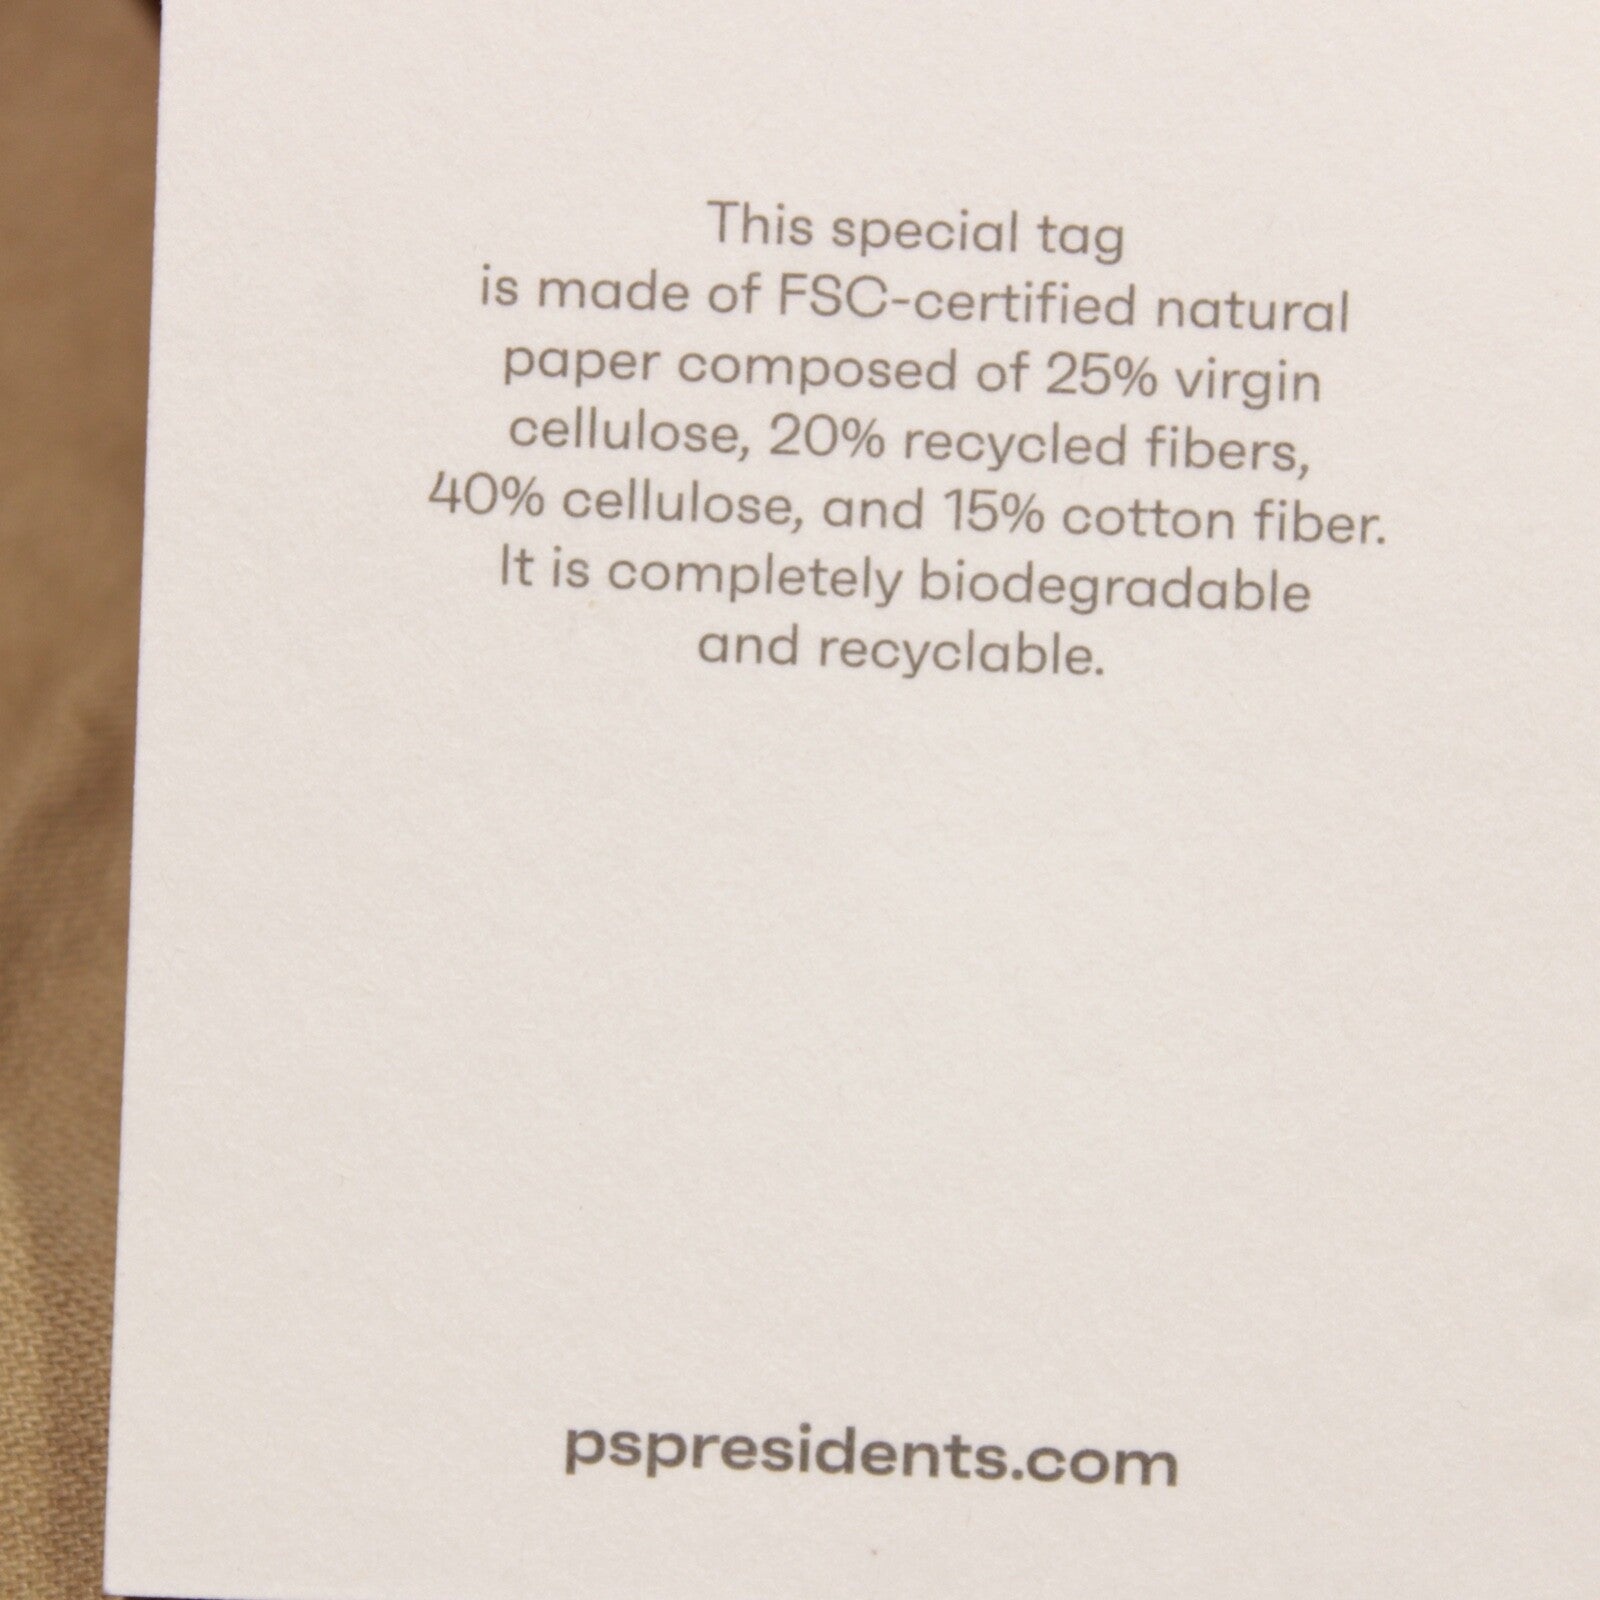 This special tag
is made of FSC-certified natural
paper composed of 25% virgin
cellulose, 20% recycled fibers,
40% cellulose, and 15% cotton fiber.
It is completely biodegradable
and recyclable.
pspresidents.com